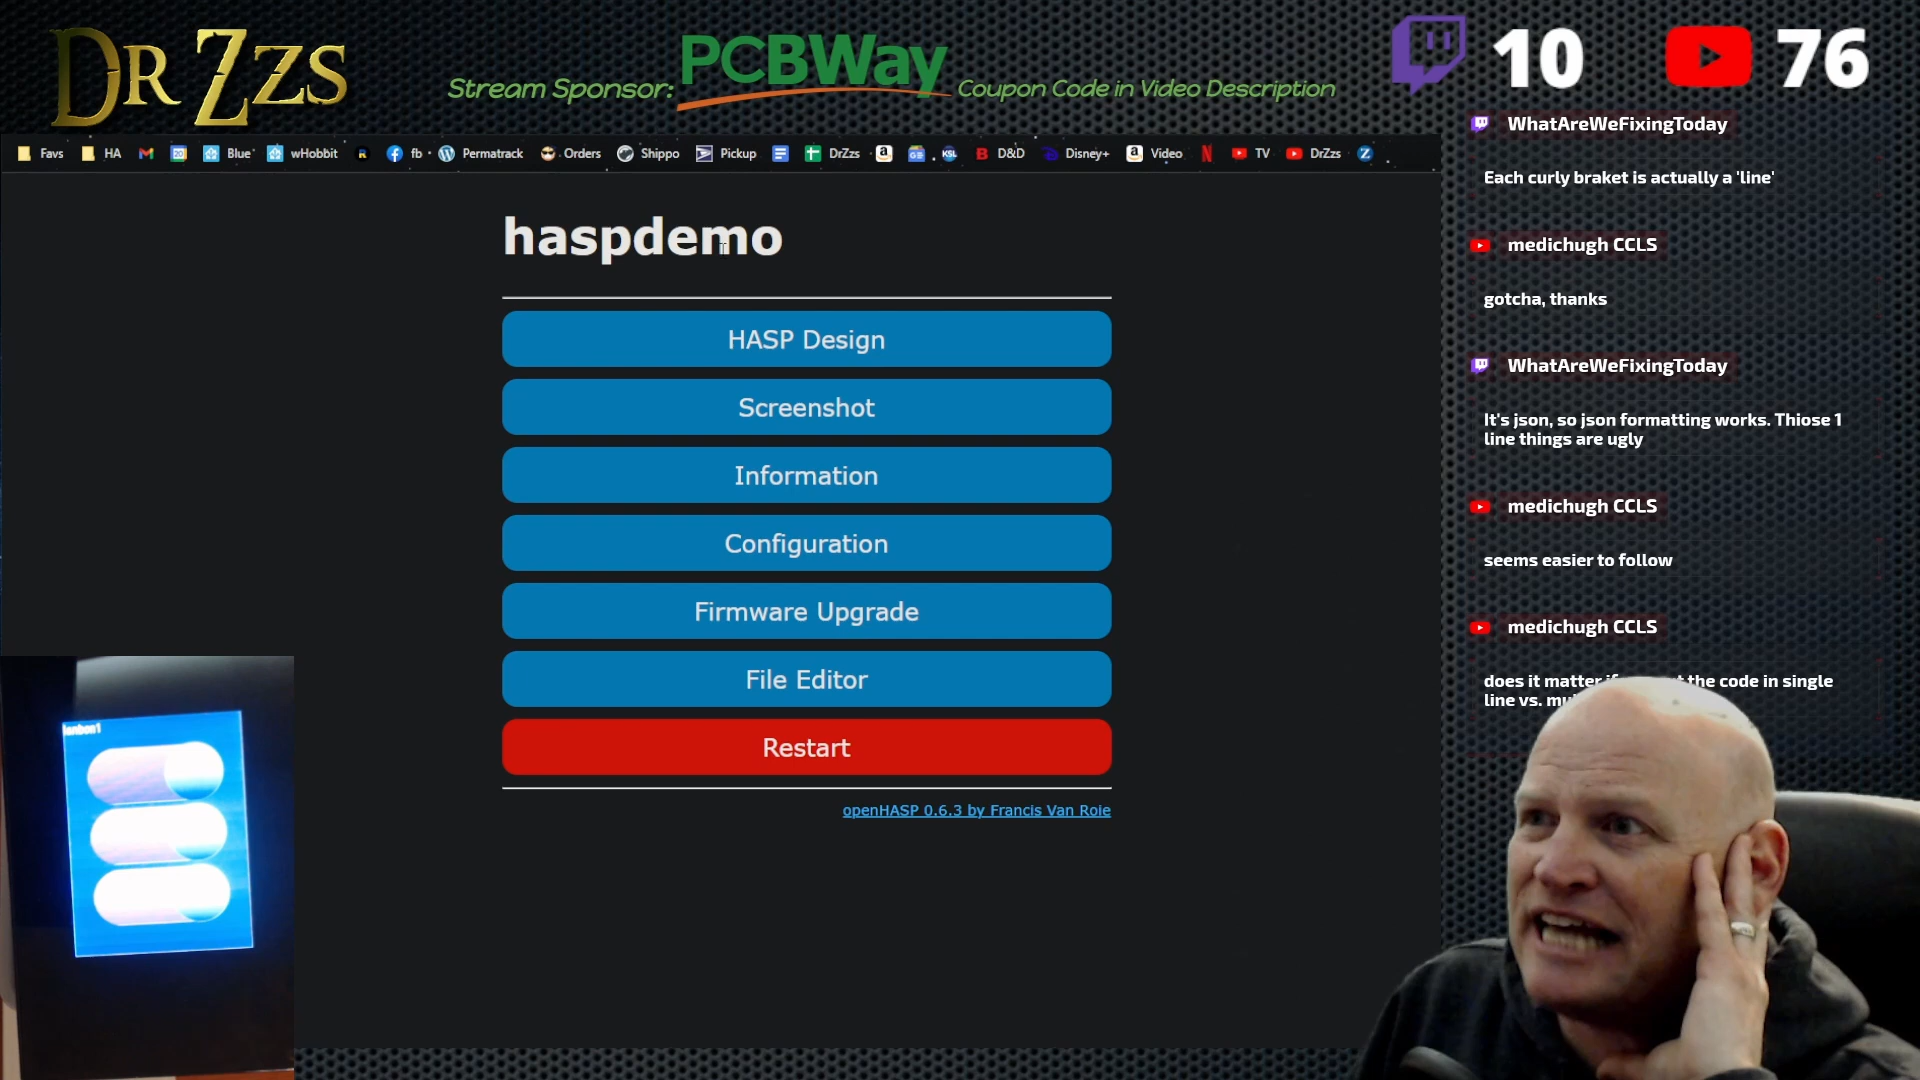 DR ZZS
Stream Sponsor:
PCBWay
Coupon Code in Video Description
10
76
Favs
HA
Blue
wHobbit
fb
Permatrack
Orders
Shippo
Pickup
DrZzs
D&D
Disney+
Video
TV
DrZzs
haspdemo
HASP Design
Screenshot
Information
Configuration
Firmware Upgrade
File Editor
Restart
openHASP 0.6.3 by Francis Van Roie
WhatAreWeFixingToday
Each curly braket is actually a 'line'
medichugh CCLS
gotcha, thanks
WhatAreWeFixingToday
It's json, so json formatting works. Thiose 1
line things are ugly
medichugh CCLS
seems easier to follow
medichugh CCLS
does it matter the code in single
line vs.